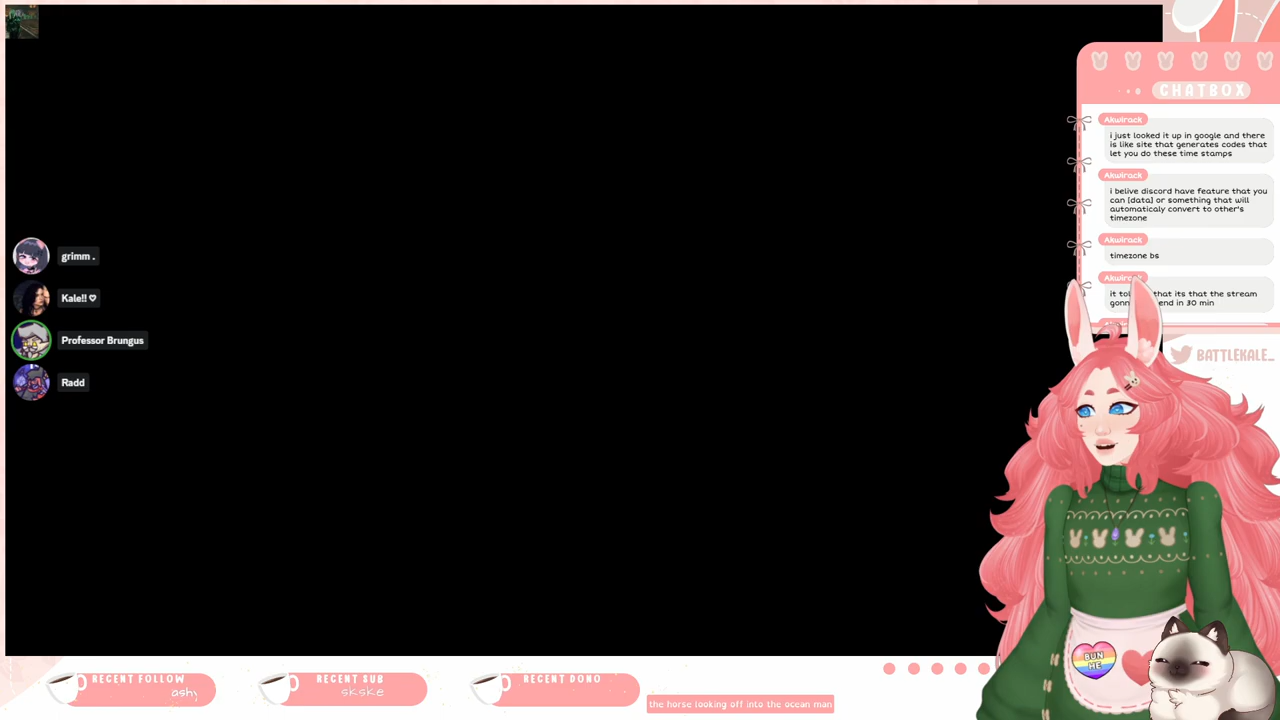 CHATBOX
Akwirack
i just looked it up in google and there
is like site that generates codes that
let you do these time stamps
Akwirack
i belive discord have feature that you
can [data] or something that will
automaticaly convert to other's
timezone
Akwirack
timezone bs
Akwirack
that its that the stream
end in 30 min
grimm .
Kale!! ♡
Professor Brungus
Radd
BATTLEKALE_
BUN
ME
RECENT FOLLOW
ashy
RECENT SUB
skske
RECENT DONO
the horse looking off into the ocean man